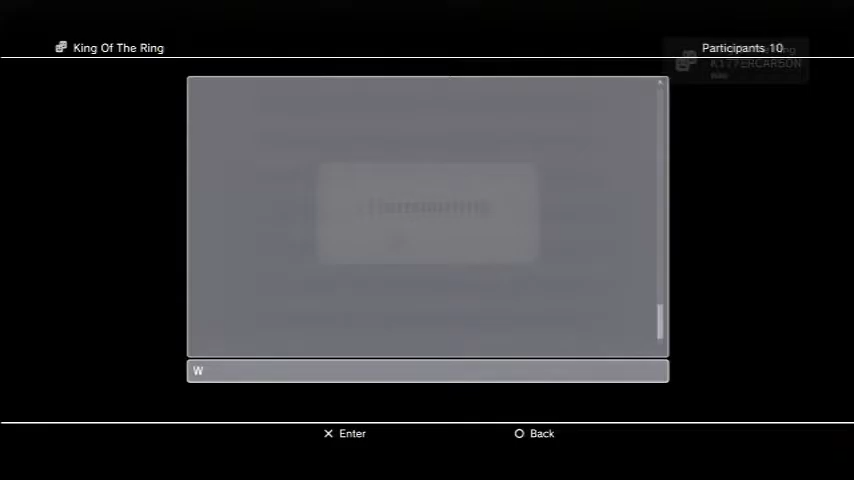 King Of The Ring
Participants 10
W
Enter
Back